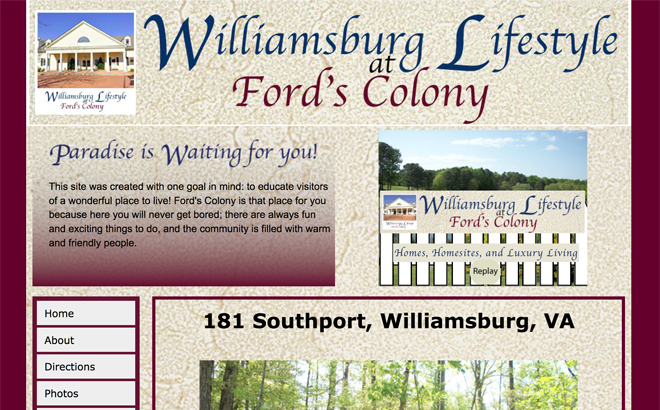 Williamsburg Lifestyle
at
Ford's Colony
Williamsburg Lifestyle
at
Ford's Colony
Paradise is Waiting for you!
This site was created with one goal in mind: to educate visitors
of a wonderful place to live! Ford's Colony is that place for you
because here you will never get bored; there are always fun
and exciting things to do, and the community is filled with warm
and friendly people.
Williamsburg Lifestyle
at
Ford's Colony
Homes, Homesites, and Luxury Living
Replay
Home
About
Directions
Photos
181 Southport, Williamsburg, VA